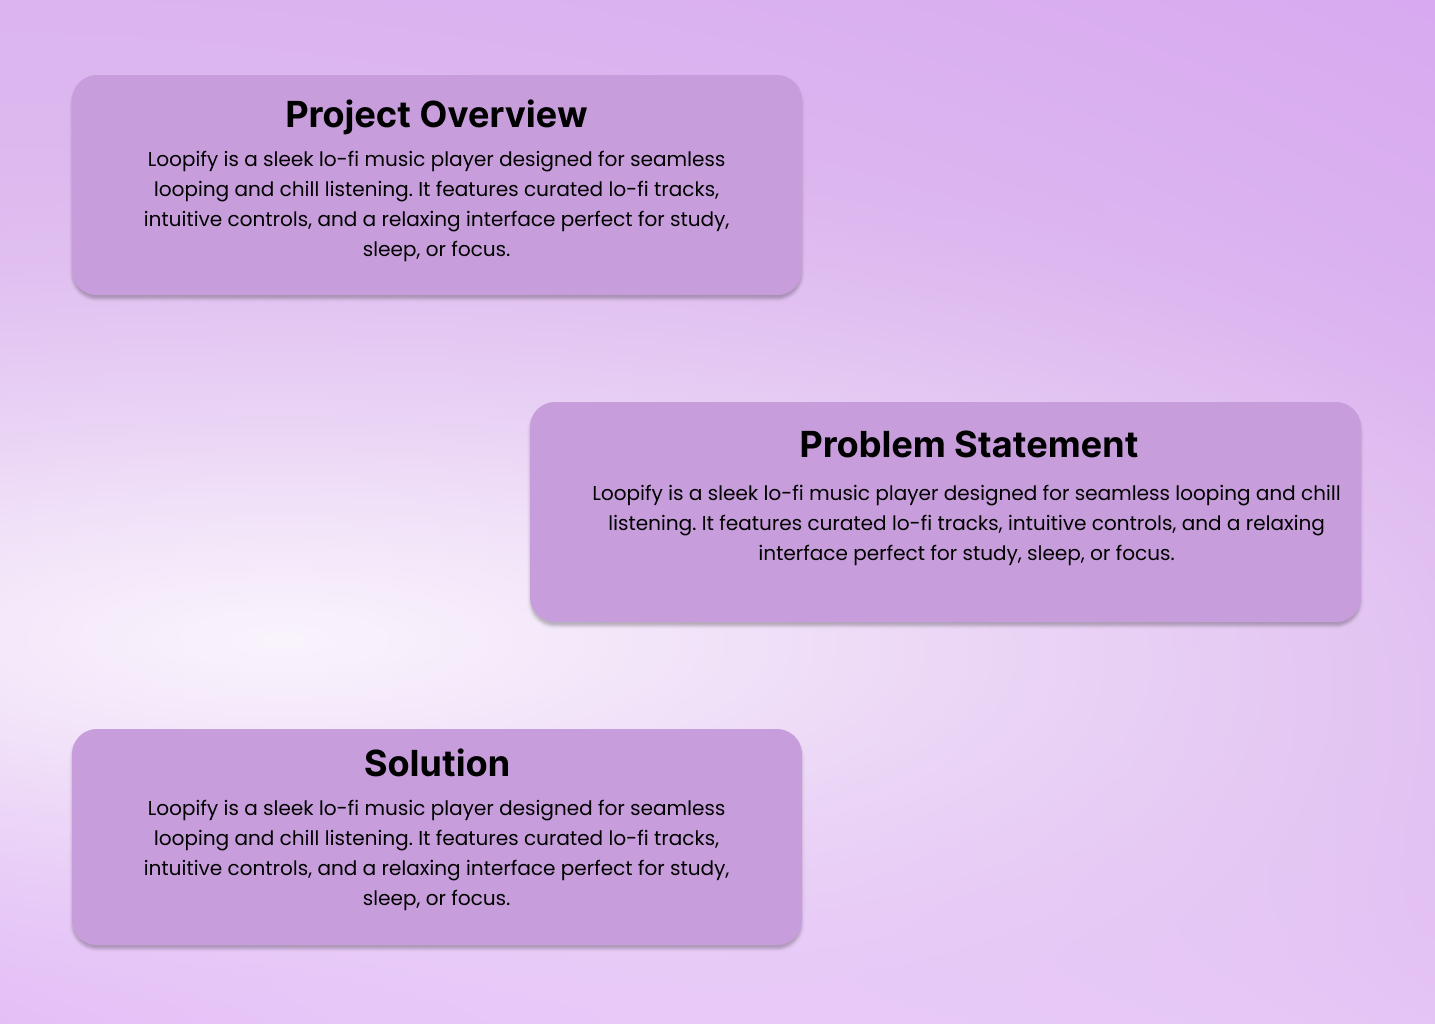 Project Overview
Loopify is a sleek lo-fi music player designed for seamless
looping and chill listening. It features curated lo-fi tracks,
intuitive controls, and a relaxing interface perfect for study,
sleep, or focus.
Problem Statement
Loopify is a sleek lo-fi music player designed for seamless looping and chill
listening. It features curated lo-fi tracks, intuitive controls, and a relaxing
interface perfect for study, sleep, or focus.
Solution
Loopify is a sleek lo-fi music player designed for seamless
looping and chill listening. It features curated lo-fi tracks,
intuitive controls, and a relaxing interface perfect for study,
sleep, or focus.